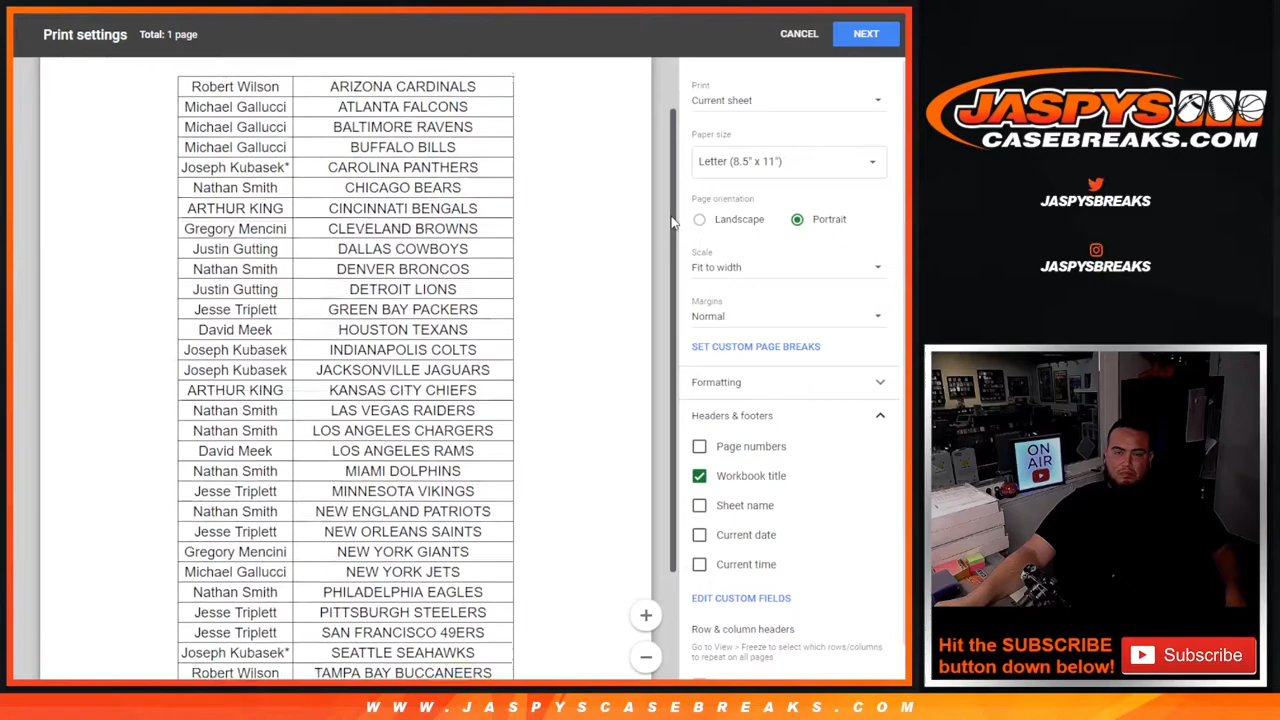 Print settings
Total: 1 page
CANCEL
NEXT
Robert Wilson ARIZONA CARDINALS
Michael Gallucci ATLANTA FALCONS
Michael Gallucci BALTIMORE RAVENS
Michael Gallucci BUFFALO BILLS
Joseph Kubasek* CAROLINA PANTHERS
Nathan Smith CHICAGO BEARS
ARTHUR KING CINCINNATI BENGALS
Gregory Mencini CLEVELAND BROWNS
Justin Gutting DALLAS COWBOYS
Nathan Smith DENVER BRONCOS
Justin Gutting DETROIT LIONS
Jesse Triplett GREEN BAY PACKERS
David Meek HOUSTON TEXANS
Joseph Kubasek INDIANAPOLIS COLTS
Joseph Kubasek JACKSONVILLE JAGUARS
ARTHUR KING KANSAS CITY CHIEFS
Nathan Smith LAS VEGAS RAIDERS
Nathan Smith LOS ANGELES CHARGERS
David Meek LOS ANGELES RAMS
Nathan Smith MIAMI DOLPHINS
Jesse Triplett MINNESOTA VIKINGS
Nathan Smith NEW ENGLAND PATRIOTS
Jesse Triplett NEW ORLEANS SAINTS
Gregory Mencini NEW YORK GIANTS
Michael Gallucci NEW YORK JETS
Nathan Smith PHILADELPHIA EAGLES
Jesse Triplett PITTSBURGH STEELERS
Jesse Triplett SAN FRANCISCO 49ERS
Joseph Kubasek* SEATTLE SEAHAWKS
Robert Wilson TAMPA BAY BUCCANEERS
Print
Current sheet
Paper size
Letter (8.5" x 11")
Page orientation
Landscape
Portrait
Scale
Fit to width
Margins
Normal
SET CUSTOM PAGE BREAKS
Formatting
Headers & footers
Page numbers
Workbook title
Sheet name
Current date
Current time
EDIT CUSTOM FIELDS
Row & column headers
Go to View > Freeze to select which rows/columns
to repeat on all pages
JASPYS
CASEBREAKS.COM
JASPYSBREAKS
JASPYSBREAKS
ON
AIR
Hit the SUBSCRIBE
button down below!
Subscribe
WWW.JASPYSCASEBREAKS.COM